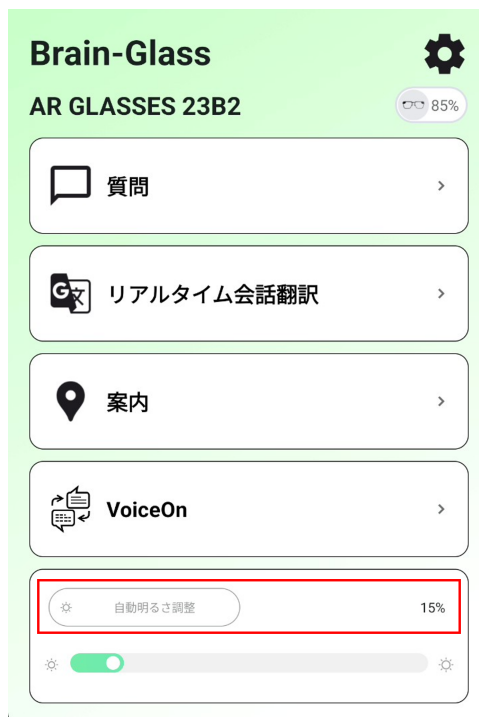 Brain-Glass
AR GLASSES 23B2
85%
質問
リアルタイム会話翻訳
案内
VoiceOn
自動明るさ調整
15%